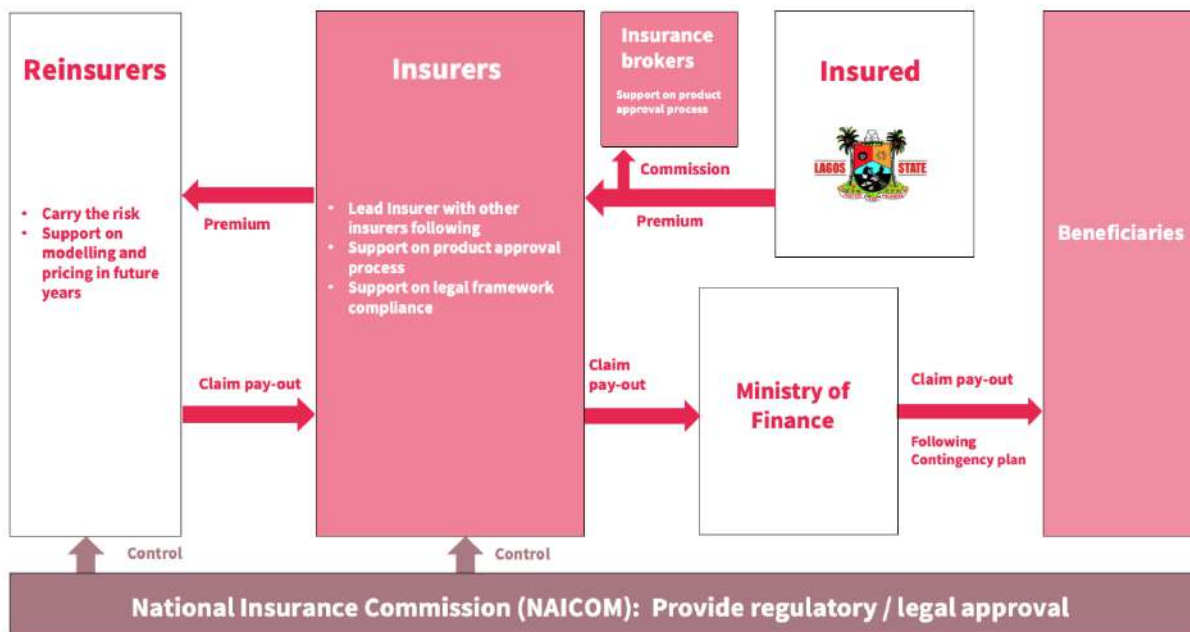 Reinsurers
• Carry the risk
• Support on
modelling and
pricing in future
years
Premium
Claim pay-out
Insurers
• Lead Insurer with other
insurers following
• Support on product approval
process
• Support on legal framework
compliance
Insurance
brokers
Support on product
approval process
Commission
Premium
Insured
LAGOS STATE
Claim
pay-out
Ministry of
Finance
Claim pay-out
Following
Contingency plan
Beneficiaries
Control
Control
National Insurance Commission (NAICOM): Provide regulatory / legal approval